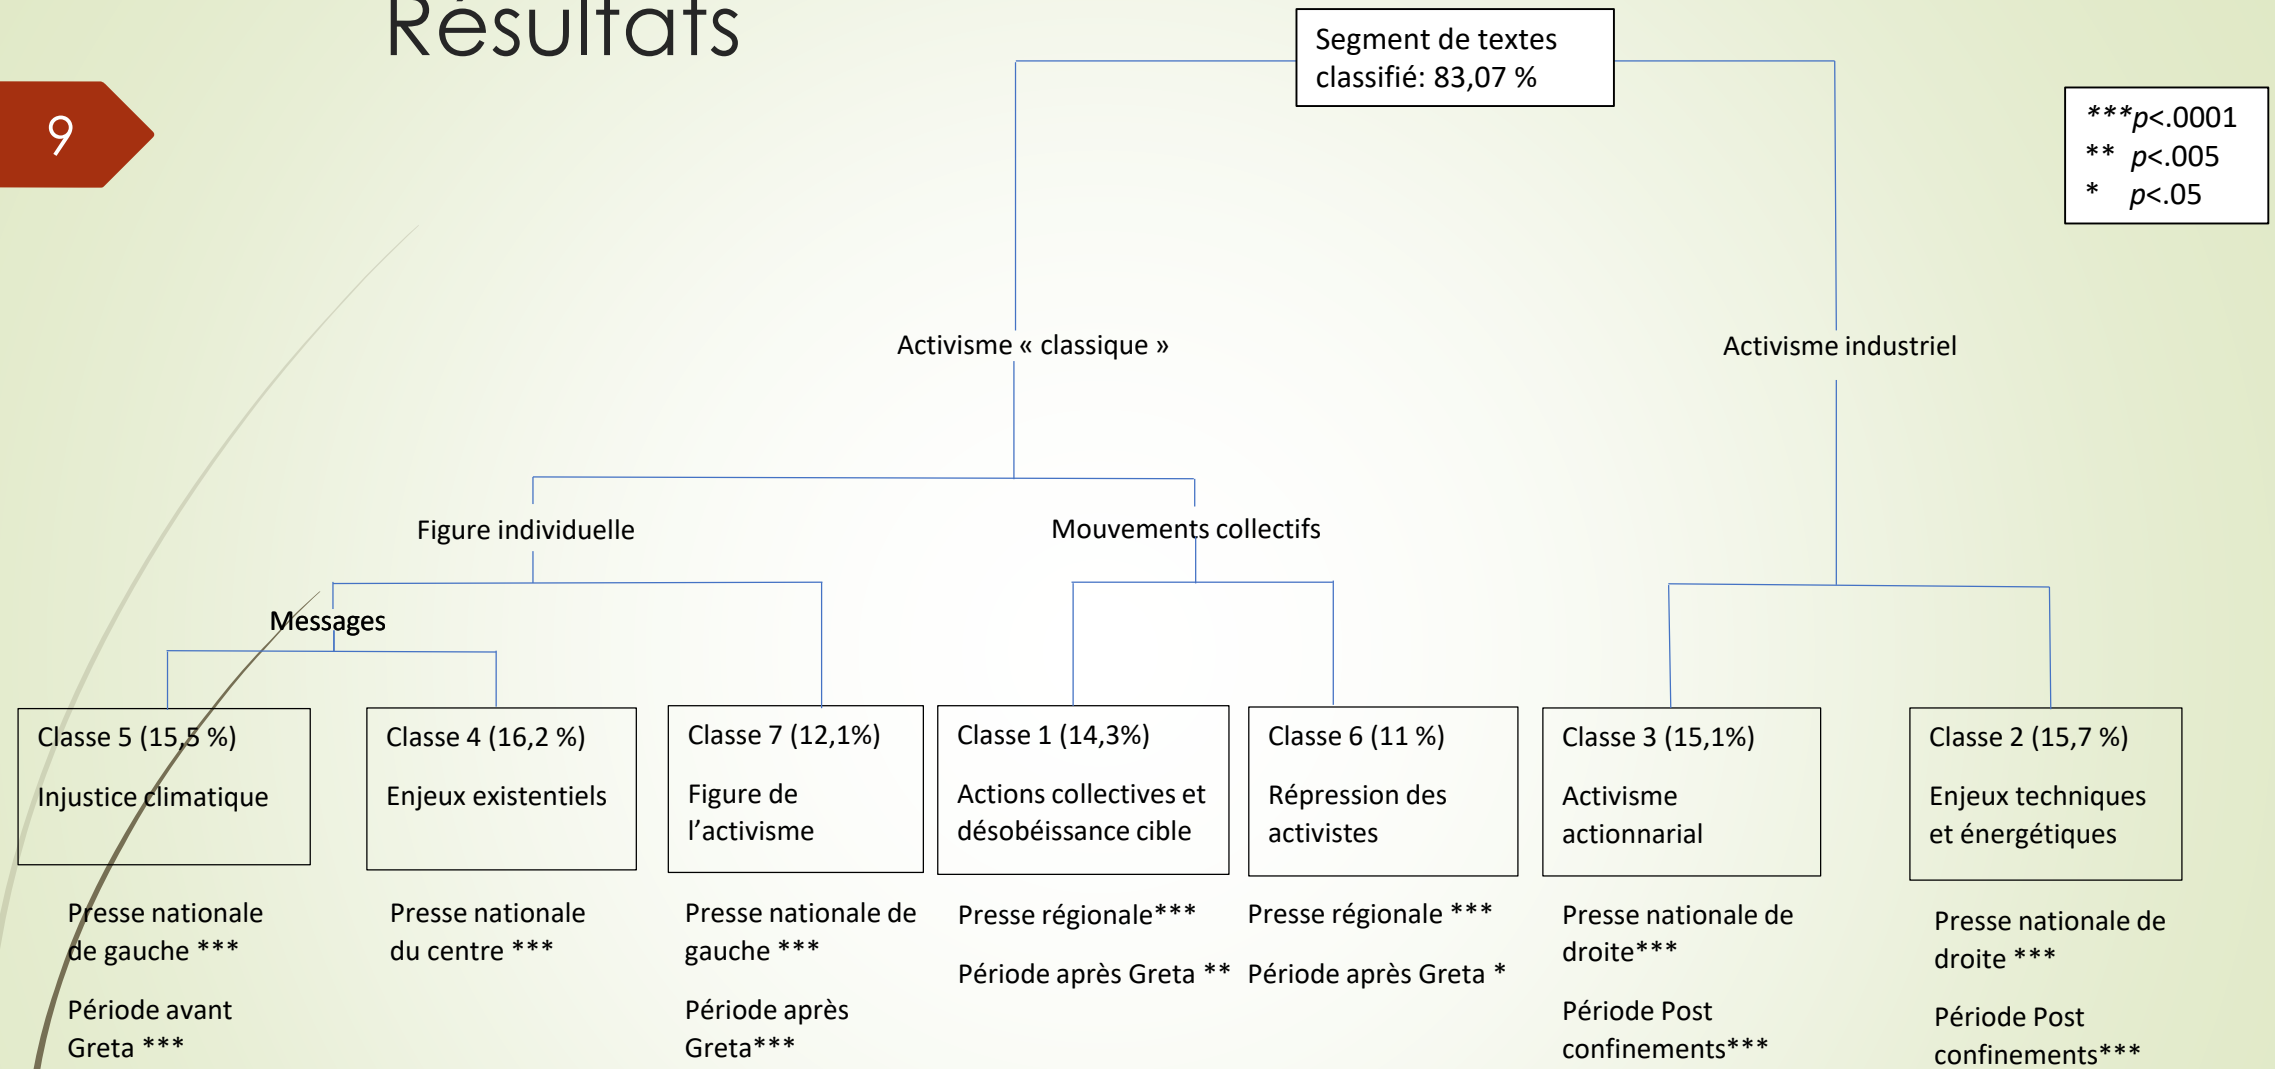 Résultats
9
Segment de textes
classifié: 83,07 %
***p<.0001
** p<.005
* p<.05
Activisme « classique »
Activisme industriel
Figure individuelle
Mouvements collectifs
Messages
Classe 5 (15,5 %)
Injustice climatique
Classe 4 (16,2 %)
Enjeux existentiels
Classe 7 (12,1%)
Figure de
l’activisme
Classe 1 (14,3%)
Actions collectives et
désobéissance cible
Classe 6 (11 %)
Répression des
activistes
Classe 3 (15,1%)
Activisme
actionnarial
Classe 2 (15,7 %)
Enjeux techniques
et énergétiques
Presse nationale
de gauche ***
Période avant
Greta ***
Presse nationale
du centre ***
Presse nationale de
gauche ***
Période après
Greta***
Presse régionale***
Période après Greta **
Presse régionale ***
Période après Greta *
Presse nationale de
droite***
Période Post
confinements***
Presse nationale de
droite ***
Période Post
confinements***